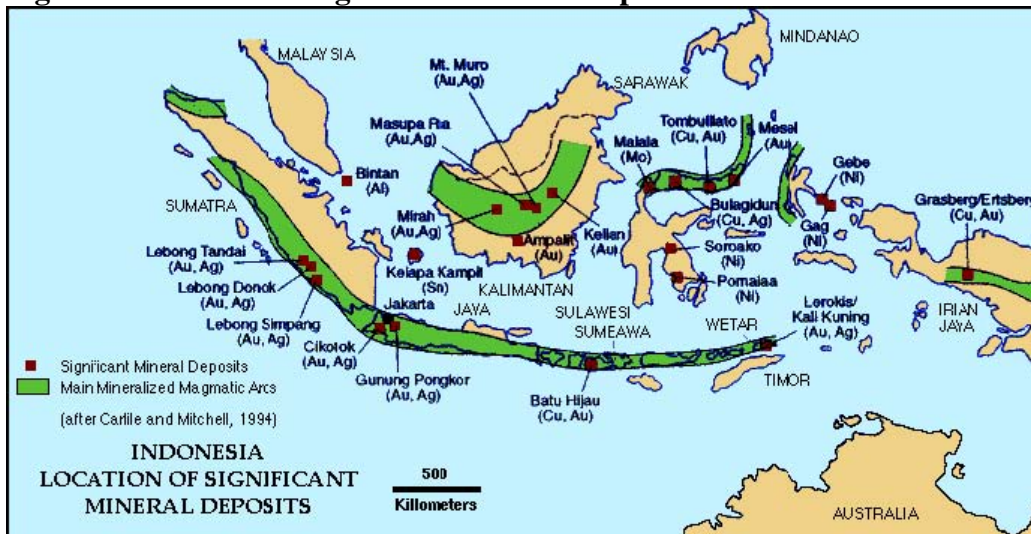 MINDANAO
MALAYSIA
Mt. Muro
(Au,Ag)
SARAWAK
Masupa Ria
(Au,Ag)
Tombulilato
(Cu, Au)
Malala
(Mo)
Mesel
(Au)
Bintan
(Al)
Gebe
(Ni)
Grasberg/Ertsberg
(Cu, Au)
SUMATRA
Mirah
(Au,Ag)
Bulagidun
(Cu, Ag)
Gag
(Ni)
Ampalit
(Au)
Kelian
(Au)
Lebong Tandai
(Au, Ag)
Soroako
(Ni)
Kelapa Kampit
(Sn)
Lebong Donok
(Au, Ag)
KALIMANTAN
Pomalaa
(Ni)
Jakarta
JAVA
SULAWESI
Lerokis/
Kali Kuning
(Au, Ag)
IRIAN
JAYA
Lebong Simpang
(Au, Ag)
SUMBAWA
WETAR
Cikotok
(Au, Ag)
Significant Mineral Deposits
Main Mineralized Magmatic Arcs
Gunung Pongkor
(Au, Ag)
TIMOR
Batu Hijau
(Cu, Au)
(after Carlile and Mitchell, 1994)
INDONESIA
LOCATION OF SIGNIFICANT
MINERAL DEPOSITS
500
Killometers
AUSTRALIA